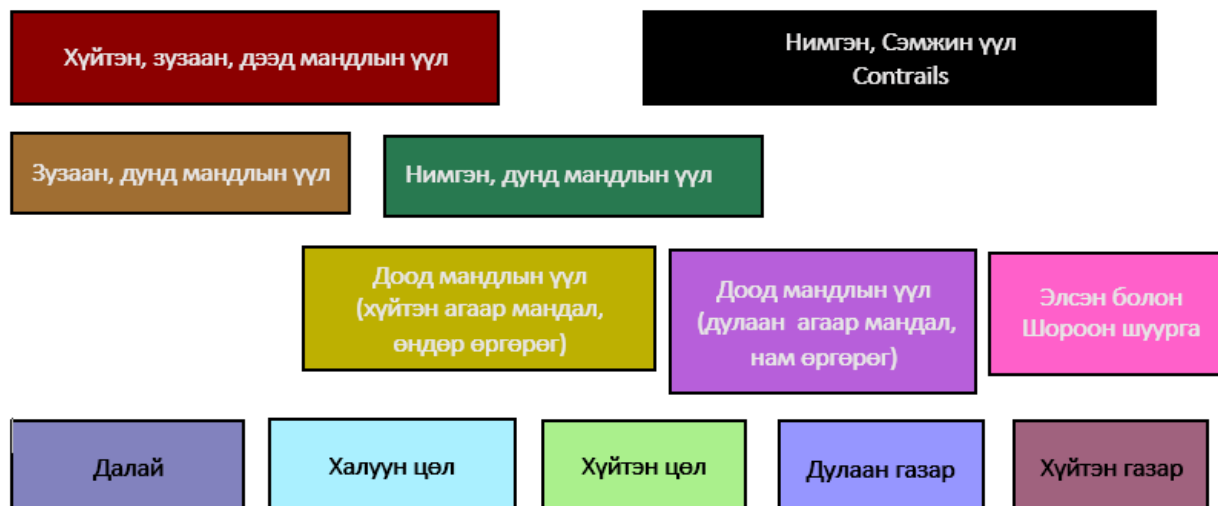 Хүйтэн, зузаан, дээд мандлын үүл
Нимгэн, Сэмжин үүл
Contrails
Зузаан, дунд мандлын үүл
Нимгэн, дунд мандлын үүл
Доод мандлын үүл
(хүйтэн агаар мандал,
өндөр өргөрөг)
Доод мандлын үүл
(дулаан агаар мандал,
нам өргөрөг)
Элсэн болон
Шороон шуурга
Далай
Халуун цөл
Хүйтэн цөл
Дулаан газар
Хүйтэн газар